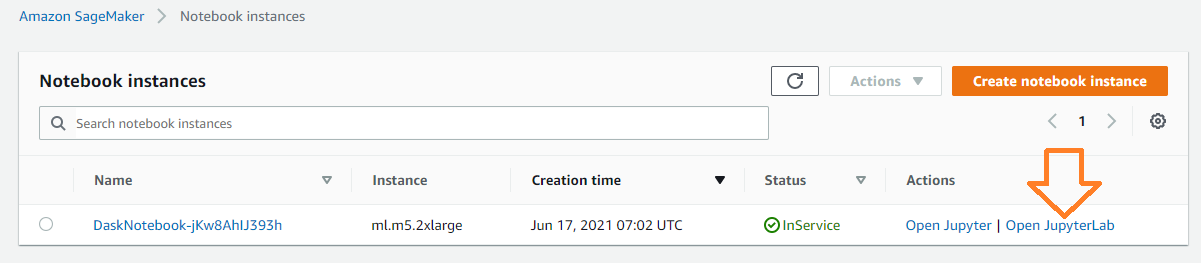 Amazon SageMaker > Notebook instances
Notebook instances
Actions
Create notebook instance
Search notebook instances
1
Name Instance Creation time Status Actions
DaskNotebook-jKw8AhIJ393h ml.m5.2xlarge Jun 17, 2021 07:02 UTC InService Open Jupyter | Open JupyterLab